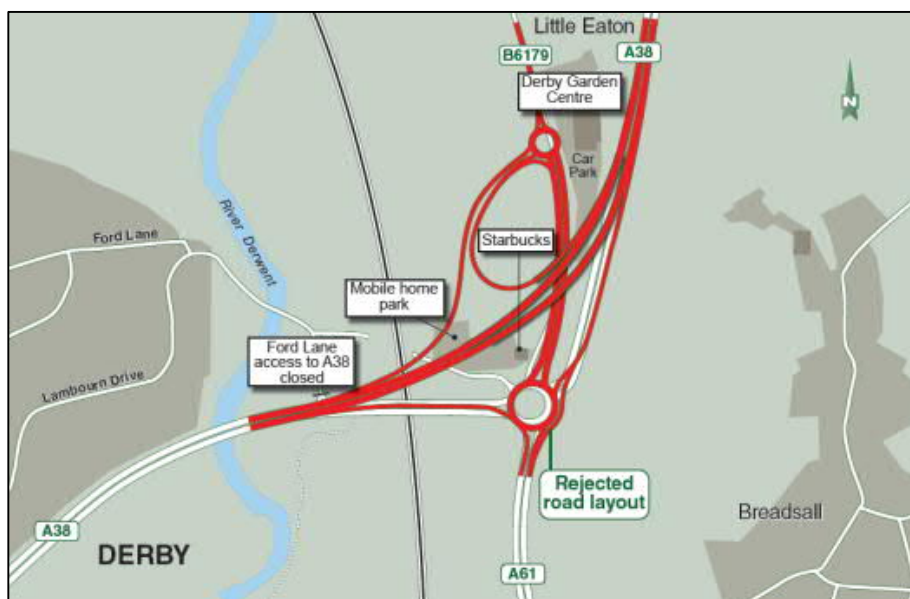 Little Eaton
B6179
A38
Derby Garden
Centre
N
Car
Park
River Derwent
Ford Lane
Starbucks
Mobile home
park
Ford Lane
access to A38
closed
Lambourn Drive
Rejected
road layout
Breadsall
A38
DERBY
A61